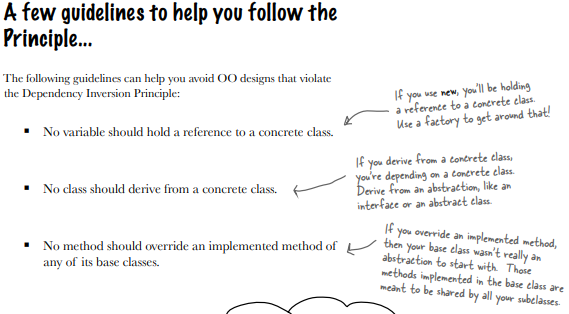 A few guidelines to help you follow the
Principle...
The following guidelines can help you avoid OO designs that violate
the Dependency Inversion Principle:
▪ No variable should hold a reference to a concrete class.
If you use new, you'll be holding
a reference to a concrete class.
Use a factory to get around that!
▪ No class should derive from a concrete class.
If you derive from a concrete class,
you're depending on a concrete class.
Derive from an abstraction, like an
interface or an abstract class.
▪ No method should override an implemented method of
any of its base classes.
If you override an implemented method,
then your base class wasn't really an
abstraction to start with. Those
methods implemented in the base class are
meant to be shared by all your subclasses.